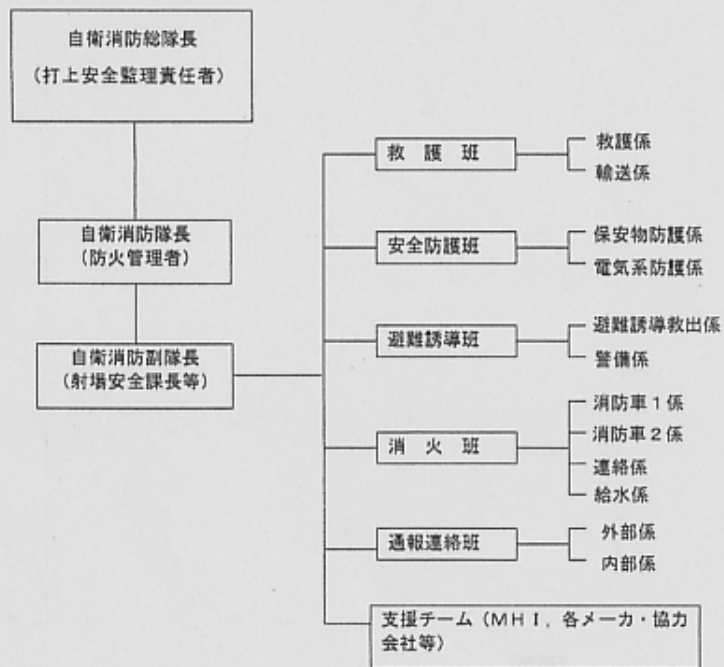 自衛消防総隊長
(打上安全監理責任者)
自衛消防隊長
(防火管理者)
自衛消防副隊長
(射場安全課長等)
救護班
救護係
輸送係
安全防護班
保安物防護係
電気系防護係
避難誘導班
避難誘導救出係
警備係
消火班
消防車1係
消防車2係
連絡係
給水係
通報連絡班
外部係
内部係
支援チーム(MHI,各メーカ・協力
会社等)